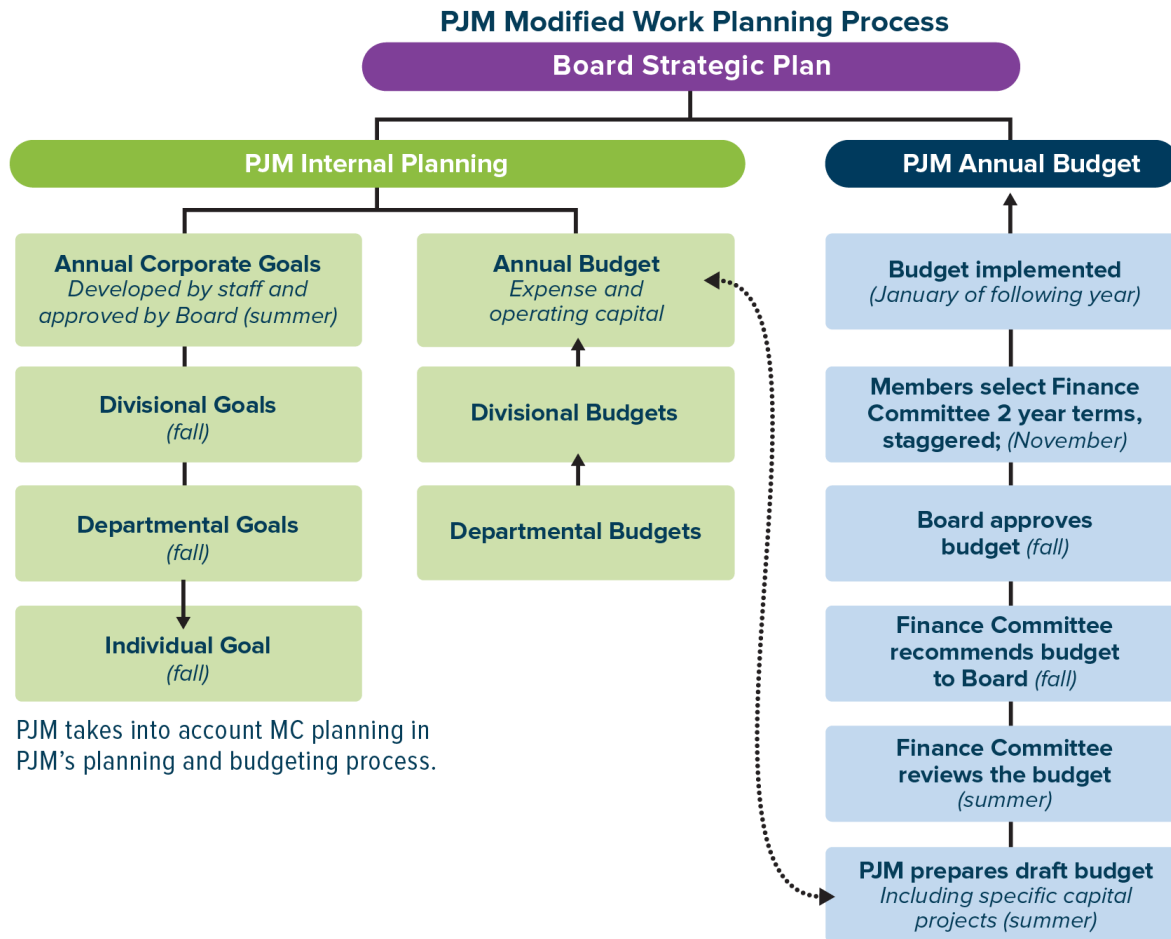 PJM Modified Work Planning Process
Board Strategic Plan
PJM Internal Planning
Annual Corporate Goals
Developed by staff and
approved by Board (summer)
Divisional Goals
(fall)
Departmental Goals
(fall)
Individual Goal
(fall)
PJM takes into account MC planning in
PJM’s planning and budgeting process.
Annual Budget
Expense and
operating capital
Divisional Budgets
Departmental Budgets
PJM Annual Budget
Budget implemented
(January of following year)
Members select Finance
Committee 2 year terms,
staggered; (November)
Board approves
budget (fall)
Finance Committee
recommends budget
to Board (fall)
Finance Committee
reviews the budget
(summer)
PJM prepares draft budget
Including specific capital
projects (summer)